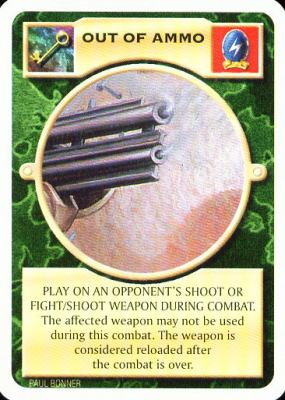 OUT OF AMMO
PLAY ON AN OPPONENT'S SHOOT OR
FIGHT/SHOOT WEAPON DURING COMBAT.
The affected weapon may not be used
during this combat. The weapon is
considered reloaded after
the combat is over.
PAUL BONNER